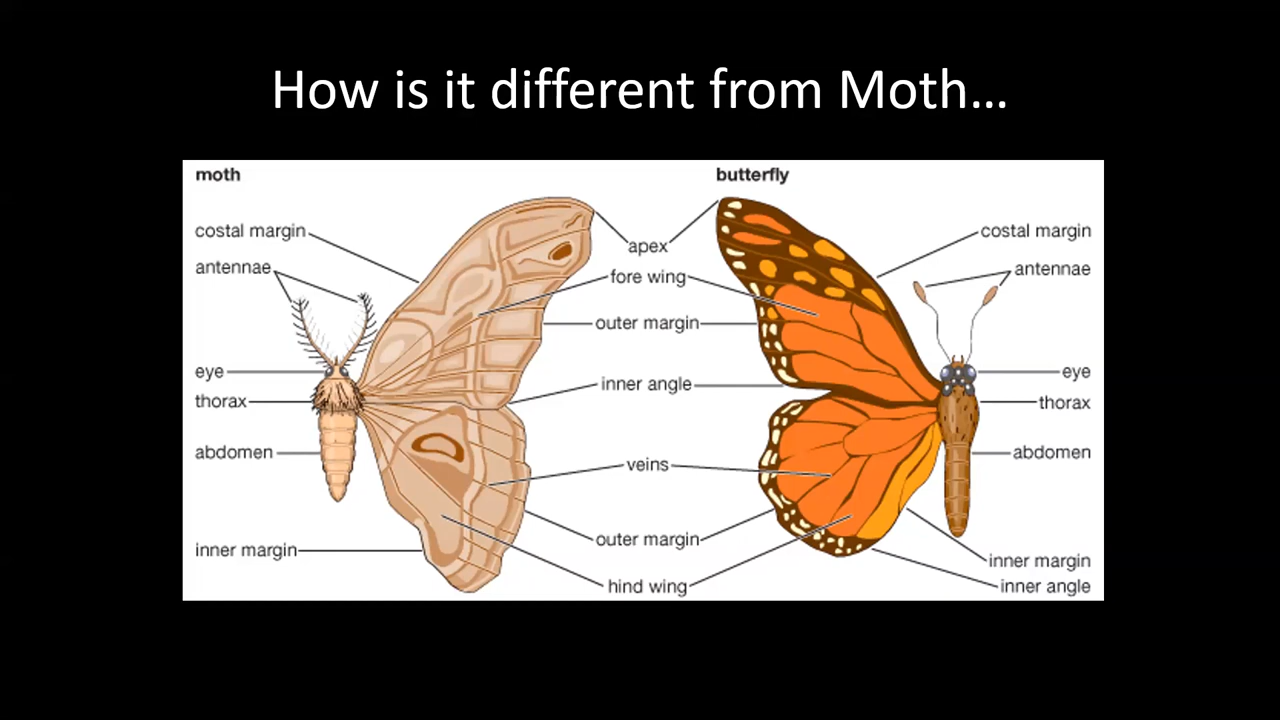 How is it different from Moth...
moth
butterfly
costal margin
costal margin
apex
antennae
antennae
fore wing
outer margin
eye
eye
inner angle
thorax
thorax
abdomen
abdomen
veins
outer margin
inner margin
inner margin
hind wing
inner angle